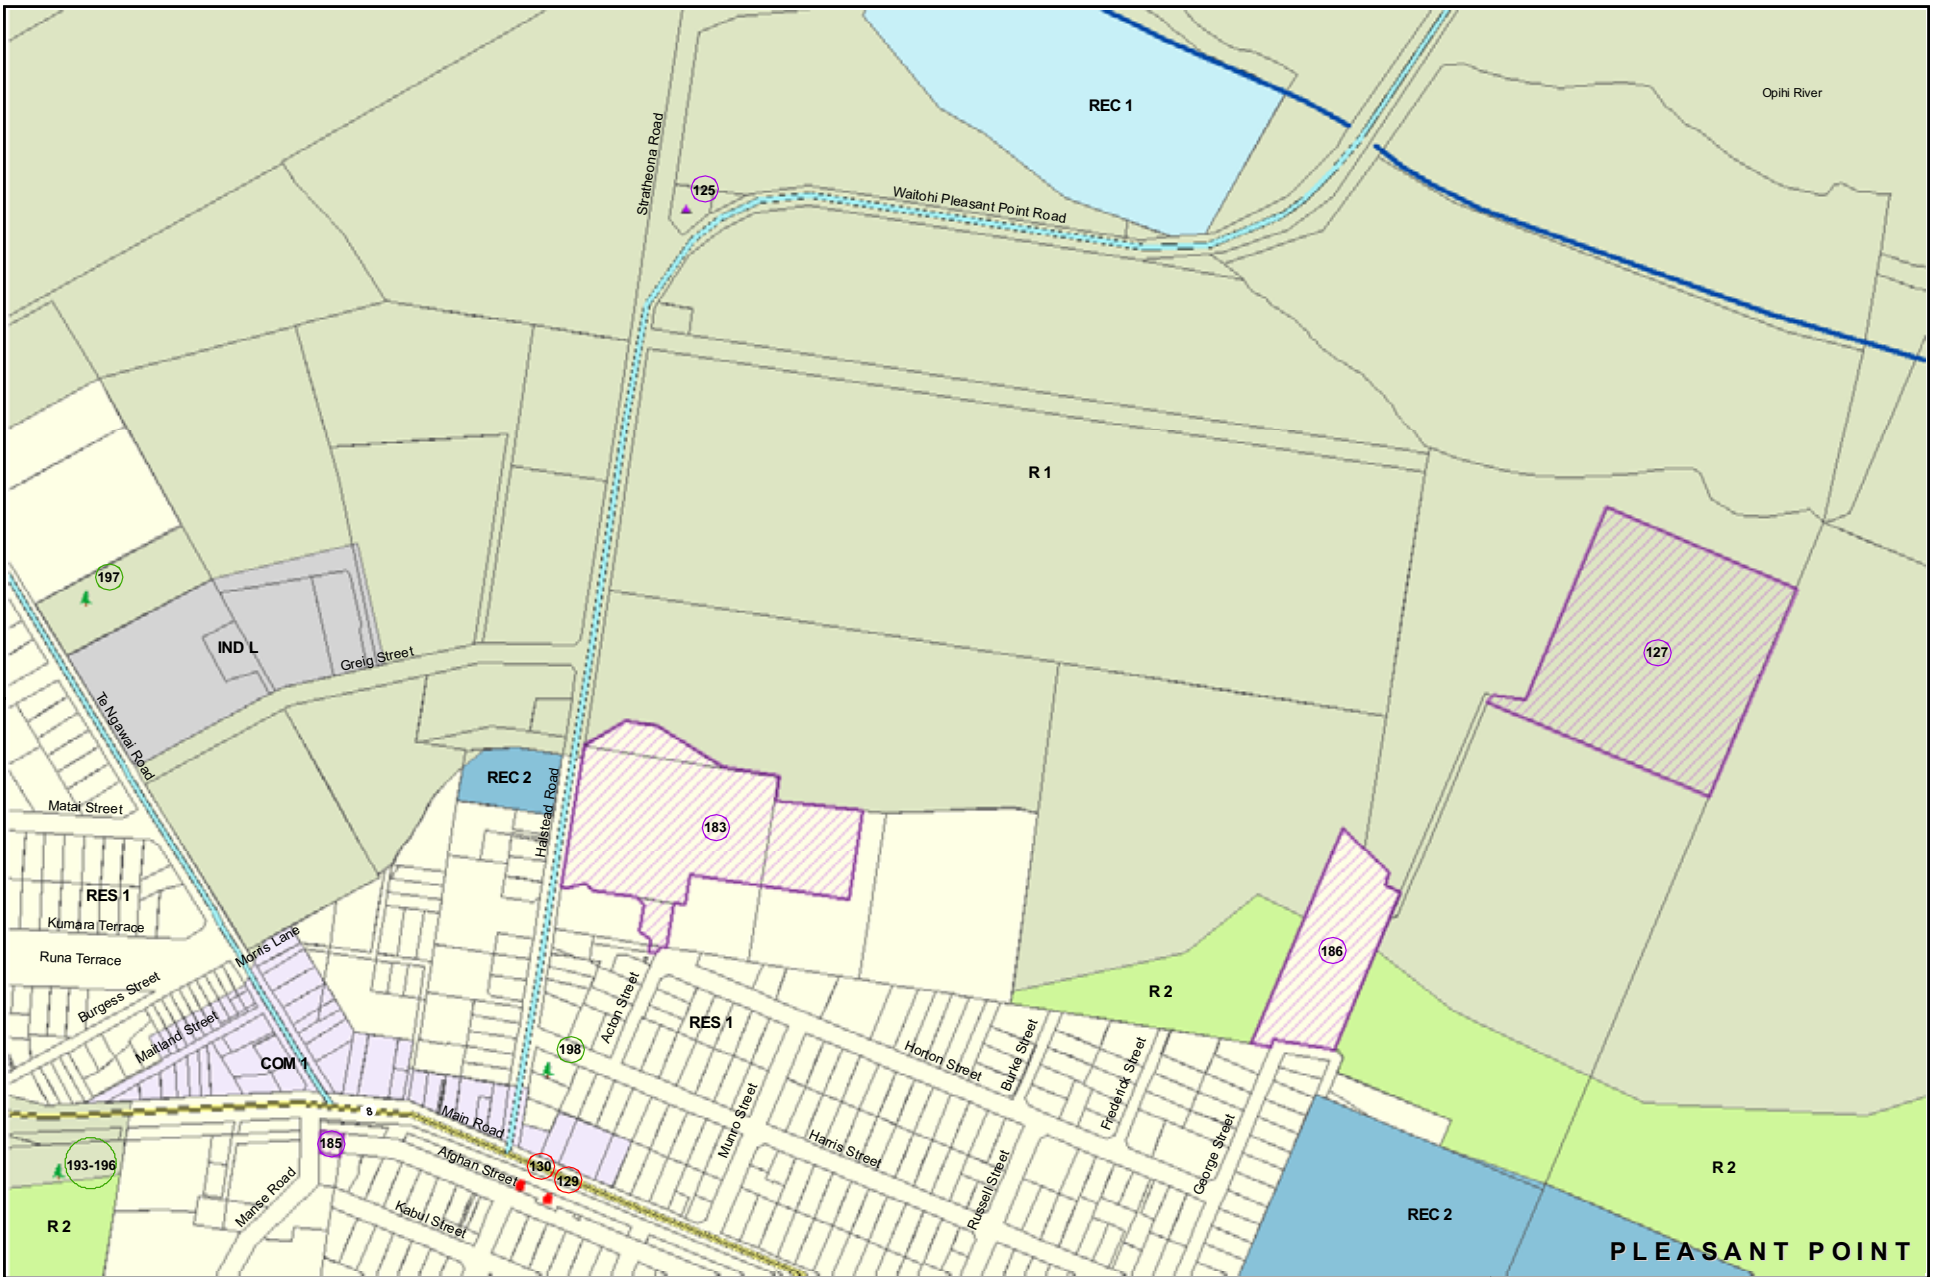 REC 1
Opihi River
Stratheona Road
125
Waitohi Pleasant Point Road
R 1
197
IND L
Greig Street
127
Te Ngawai Road
REC 2
Halstead Road
Matai Street
183
RES 1
Kumara Terrace
Morris Lane
Runa Terrace
186
Burgess Street
R 2
Acton Street
RES 1
Maitland Street
198
COM 1
Horton Street
Burke Street
Frederick Street
8
Main Road
Munro Street
185
Harris Street
George Street
193-196
Afghan Street
130
129
R 2
Manse Road
Kabul Street
Russell Street
R 2
REC 2
PLEASANT POINT